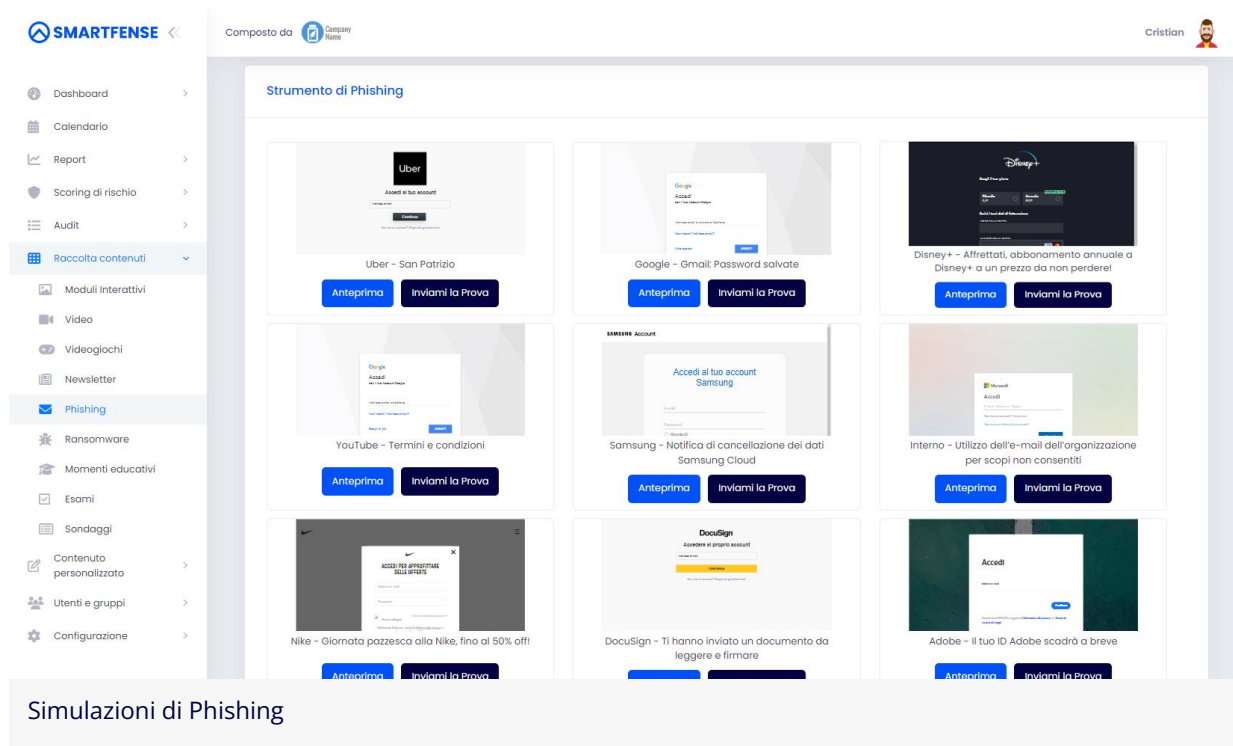 SMARTFENSE
Composto da
Company
Name
Cristian
Dashboard
Calendario
Report
Scoring di rischio
Audit
Raccolta contenuti
Moduli Interattivi
Video
Videogiochi
Newsletter
Phishing
Ransomware
Momenti educativi
Esami
Sondaggi
Contenuto
personalizzato
Utenti e gruppi
Configurazione
Strumento di Phishing
Uber
Accedi al tuo account
Continua
Uber - San Patrizio
Anteprima
Inviami la Prova
Google
Accedi
Google - Gmail: Password salvate
Anteprima
Inviami la Prova
Disney+
Disney+ - Affrettati, abbonamento annuale a
Disney+ a un prezzo da non perdere!
Anteprima
Inviami la Prova
Google
Accedi
YouTube - Termini e condizioni
Anteprima
Inviami la Prova
SAMSUNG Account
Accedi al tuo account
Samsung
E-mail
Password
Samsung - Notifica di cancellazione dei dati
Samsung Cloud
Anteprima
Inviami la Prova
Microsoft
Accedi
Interno - Utilizzo dell'e-mail dell'organizzazione
per scopi non consentiti
Anteprima
Inviami la Prova
ACCEDI PER APPROFITTARE
DELLE OFFERTE
Nike - Giornata pazzesca alla Nike, fino al 50% off!
Anteprima
Inviami la Prova
DocuSign
Accedere al proprio account
CONTINUA
DocuSign - Ti hanno inviato un documento da
leggere e firmare
Accedi
Continua
Adobe - Il tuo ID Adobe scadrà a breve
Anteprima
Inviami la Prova
Simulazioni di Phishing